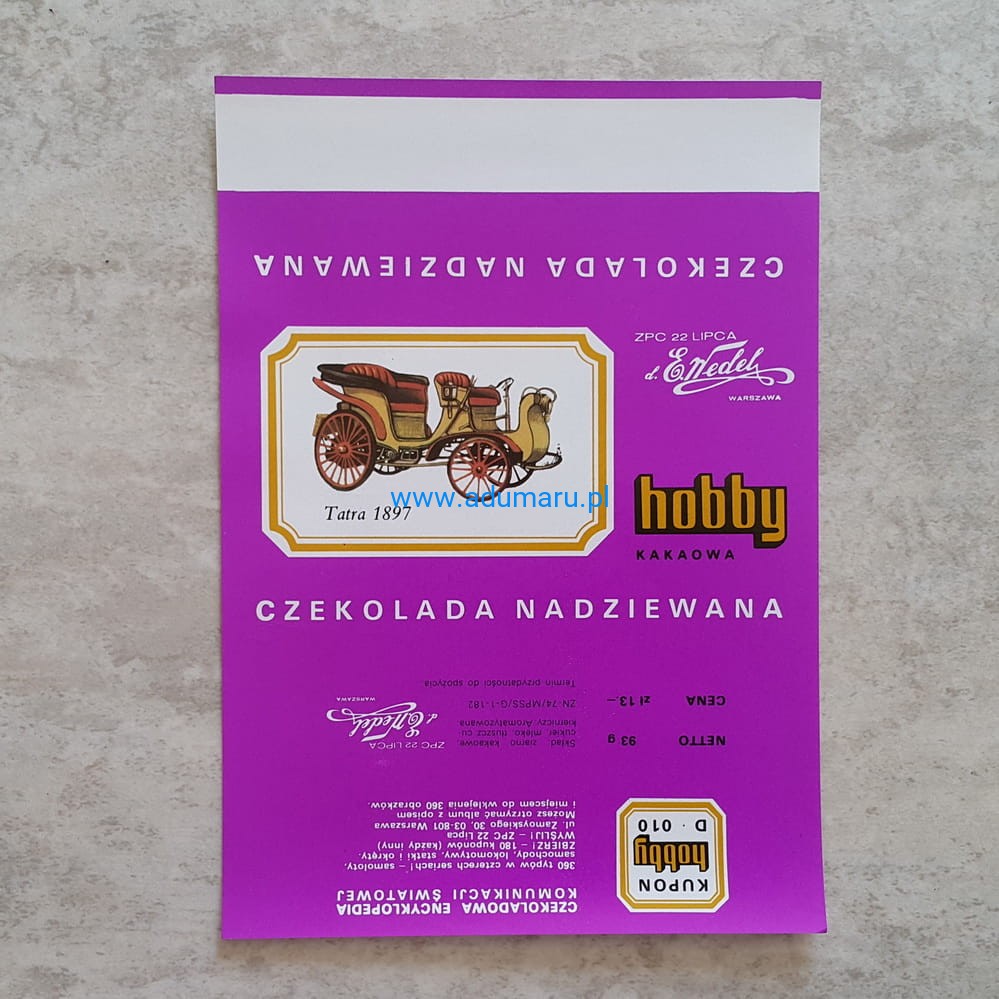 CZEKOLADA NADZIEWANA
ZPC 22 LIPCA
d. E. Wedel
WARSZAWA
Tatra 1897
www.adumaru.pl
hobby
KAKAOWA
CZEKOLADA NADZIEWANA
CZEKOLADOWA ENCYKLOPEDIA
KOMUNIKACJI ŚWIATOWEJ
360 typów w czterech seriach! – samoloty,
samochody, lokomotywy, statki i okręty.
ZBIERZ! – 180 kuponów (każdy inny)
WYŚLIJ! – ZPC 22 Lipca
ul. Zamoyskiego 30, 03-801 Warszawa
Możesz otrzymać album z opisem
i miejscem do wklejenia 360 obrazków.
KUPON
hobby
D · 010
NETTO 93 g
CENA zł 13.–
Skład: ziarno kakaowe,
cukier, mleko, tłuszcz cu-
kierniczy. Aromatyzowana
ZN-74/MPSS/G-1-182
Termin przydatności do spożycia
ZPC 22 LIPCA
d. E. Wedel
WARSZAWA